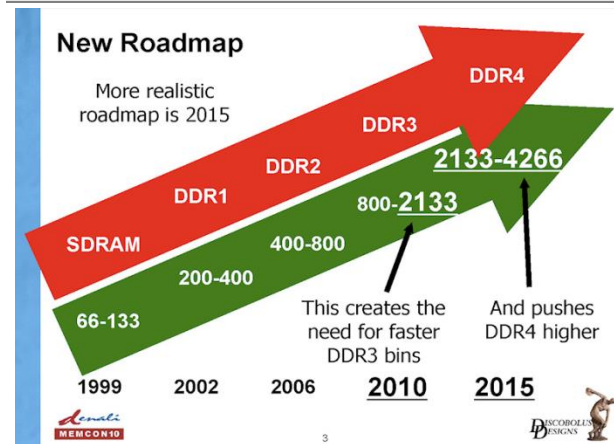 New Roadmap
More realistic
roadmap is 2015
DDR4
DDR3
DDR2
DDR1
SDRAM
2133-4266
800-2133
400-800
200-400
66-133
This creates the
need for faster
DDR3 bins
And pushes
DDR4 higher
1999 2002 2006 2010 2015
denali
MEMCON10
3
DISCOBOLUS
DESIGNS